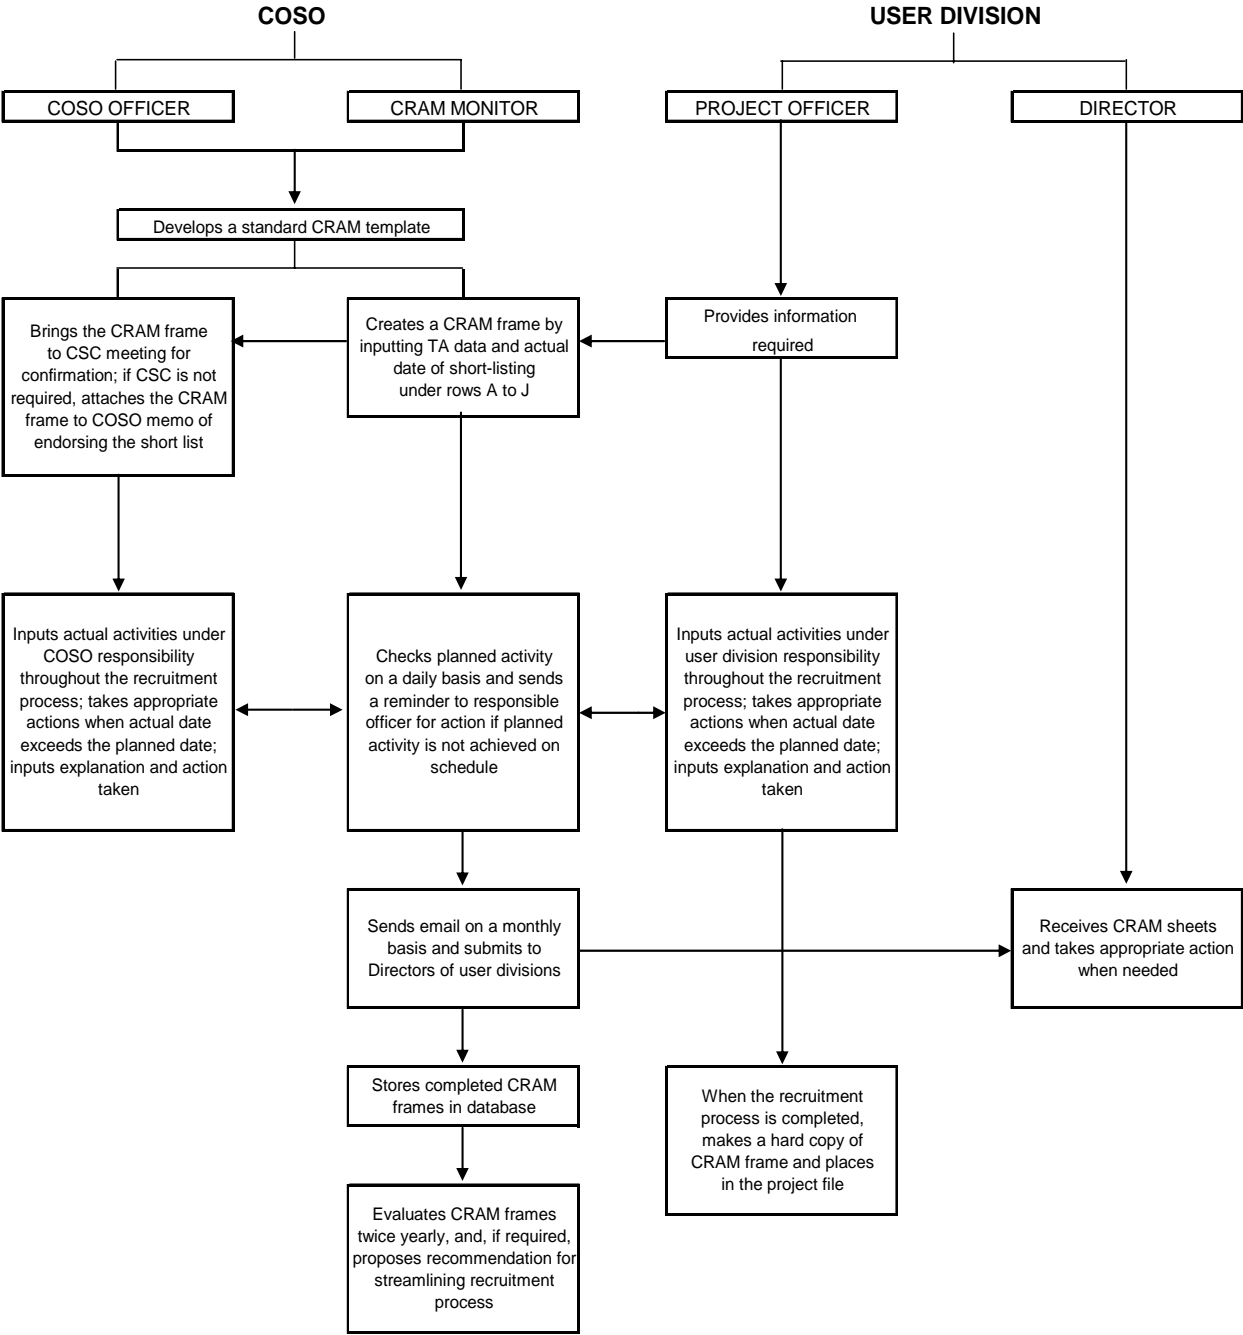 COSO
USER DIVISION
COSO OFFICER
CRAM MONITOR
PROJECT OFFICER
DIRECTOR
Develops a standard CRAM template
Brings the CRAM frame
to CSC meeting for
confirmation; if CSC is not
required, attaches the CRAM
frame to COSO memo of
endorsing the short list
Creates a CRAM frame by
inputting TA data and actual
date of short-listing
under rows A to J
Provides information
required
Inputs actual activities under
COSO responsibility
throughout the recruitment
process; takes appropriate
actions when actual date
exceeds the planned date;
inputs explanation and action
taken
Checks planned activity
on a daily basis and sends
a reminder to responsible
officer for action if planned
activity is not achieved on
schedule
Inputs actual activities under
user division responsibility
throughout the recruitment
process; takes appropriate
actions when actual date
exceeds the planned date;
inputs explanation and action
taken
Sends email on a monthly
basis and submits to
Directors of user divisions
Receives CRAM sheets
and takes appropriate action
when needed
Stores completed CRAM
frames in database
When the recruitment
process is completed,
makes a hard copy of
CRAM frame and places
in the project file
Evaluates CRAM frames
twice yearly, and, if required,
proposes recommendation for
streamlining recruitment
process